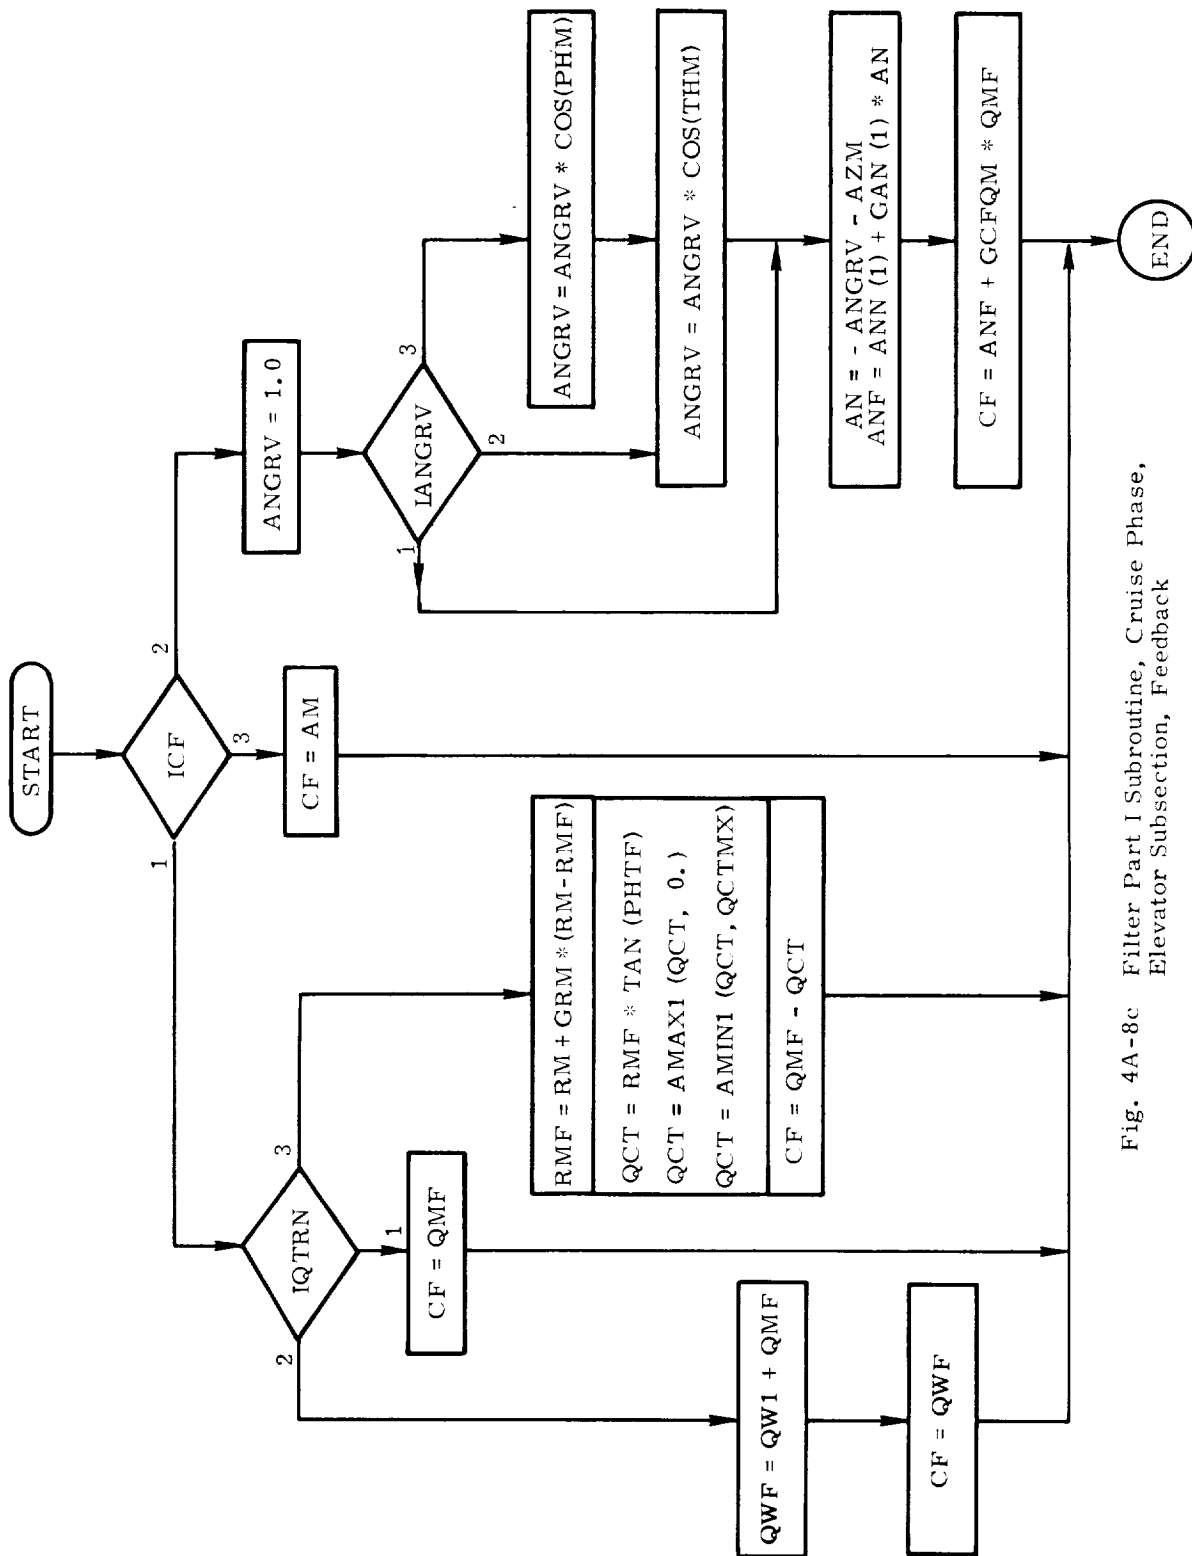 START
ICF
1
2
3
CF = AM
IQTRN
1
2
3
CF = QMF
QWF = QW1 + QMF
CF = QWF
RMF = RM + GRM * (RM-RMF)
QCT = RMF * TAN (PHTF)
QCT = AMAX1 (QCT, 0.)
QCT = AMIN1 (QCT, QCTMX)
CF = QMF - QCT
ANGRV = 1.0
IANGRV
1
2
3
ANGRV = ANGRV * COS(PHM)
ANGRV = ANGRV * COS(THM)
AN = - ANGRV - AZM
ANF = ANN (1) + GAN (1) * AN
CF = ANF + GCFQM * QMF
END
Fig. 4A-8c Filter Part I Subroutine, Cruise Phase,
Elevator Subsection, Feedback